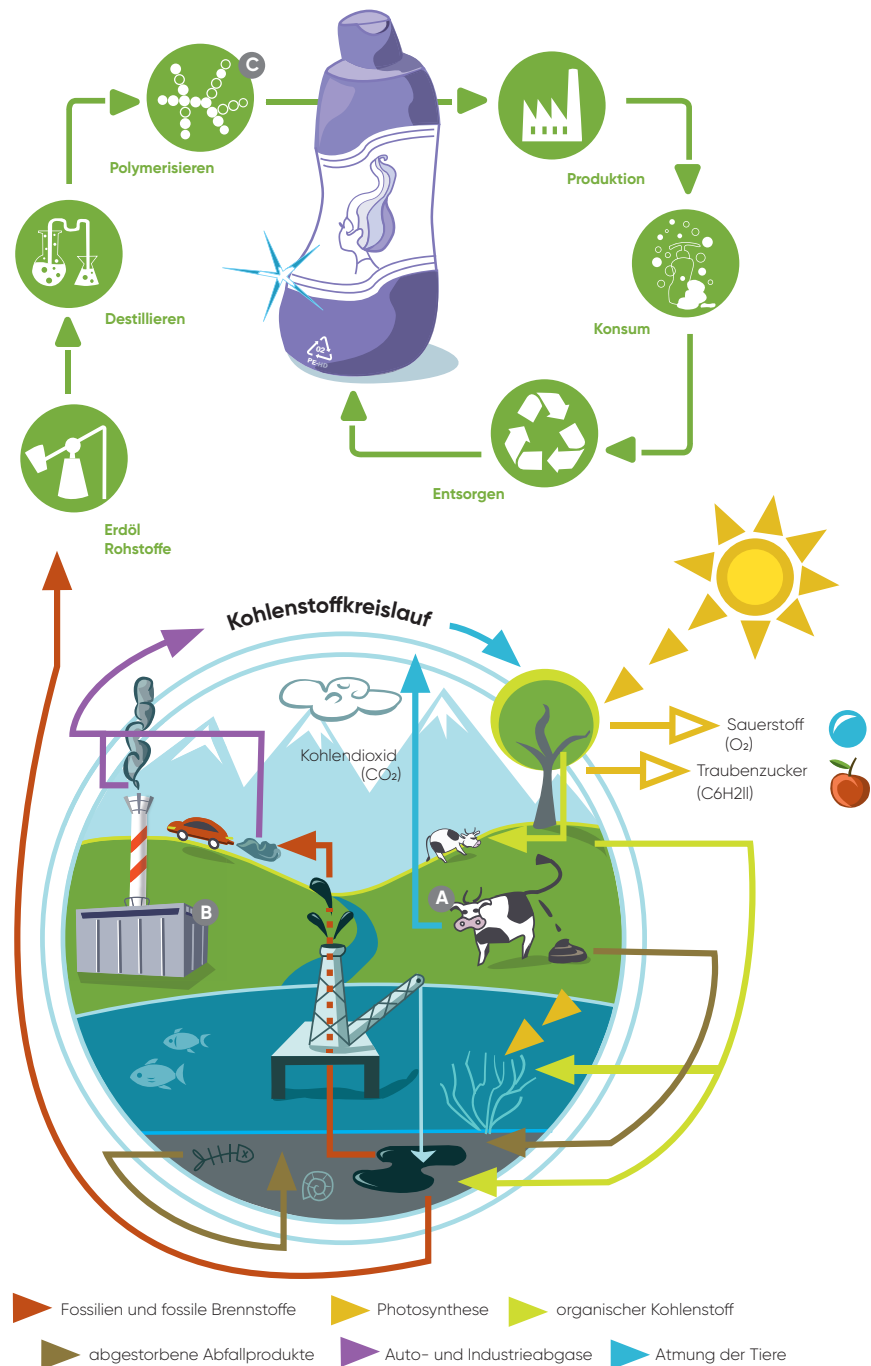 C
Polymerisieren
Produktion
Destillieren
Konsum
02
PE-HD
Entsorgen
Erdöl
Rohstoffe
Kohlenstoffkreislauf
Sauerstoff
(O₂)
Kohlendioxid
(CO₂)
Traubenzucker
(C6H2II)
A
B
Fossilien und fossile Brennstoffe
Photosynthese
organischer Kohlenstoff
abgestorbene Abfallprodukte
Auto- und Industrieabgase
Atmung der Tiere